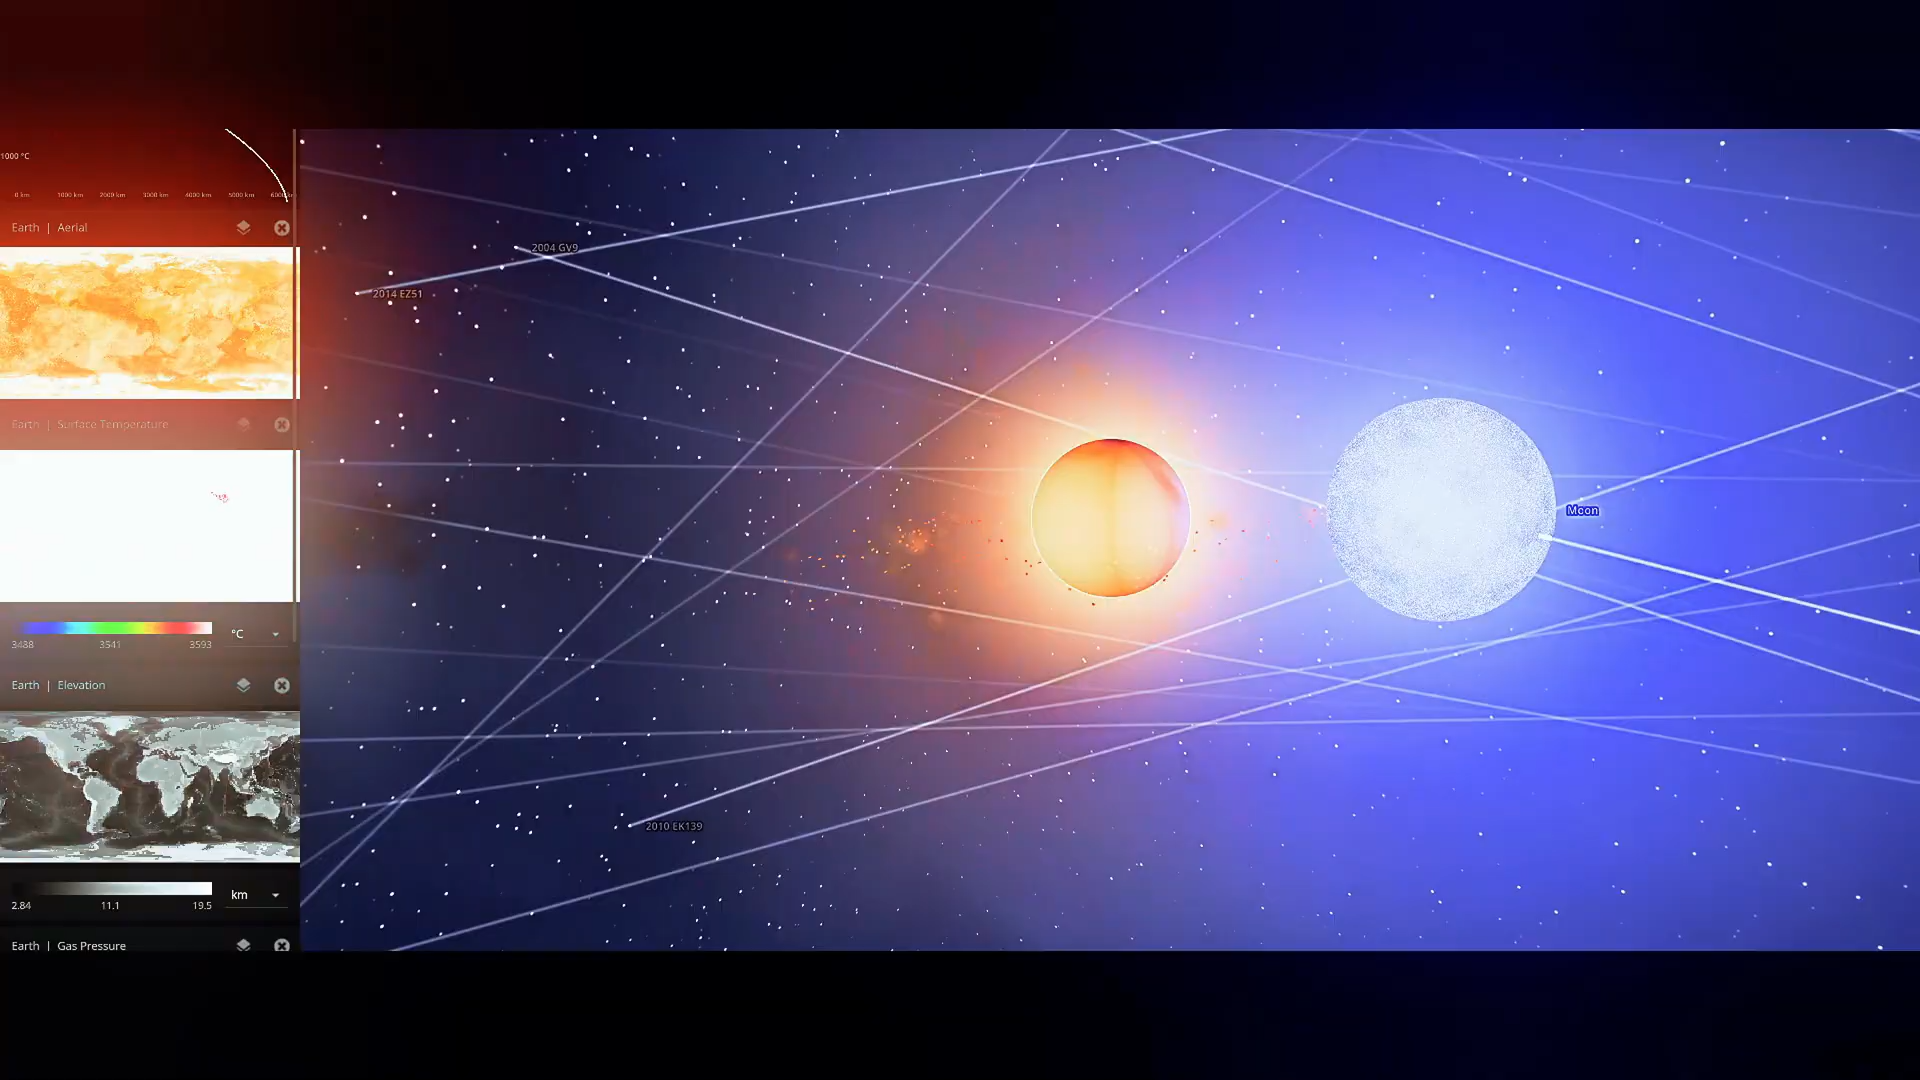 1000 °C
0 km 1000 km 2000 km 3000 km 4000 km 5000 km
Earth | Aerial
Earth | Surface Temperature
3488 3541 3593 °C
Earth | Elevation
2.84 11.1 19.5 km
Earth | Gas Pressure
2004 GV9
2014 EZ51
Moon
2010 EK139